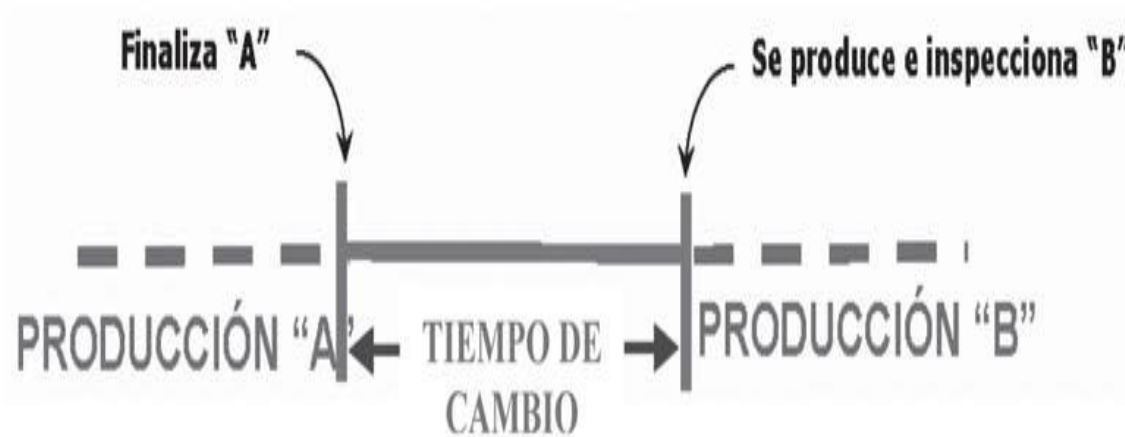 Finaliza “A”
Se produce e inspecciona “B”
PRODUCCIÓN “A”
TIEMPO DE
CAMBIO
PRODUCCIÓN “B”